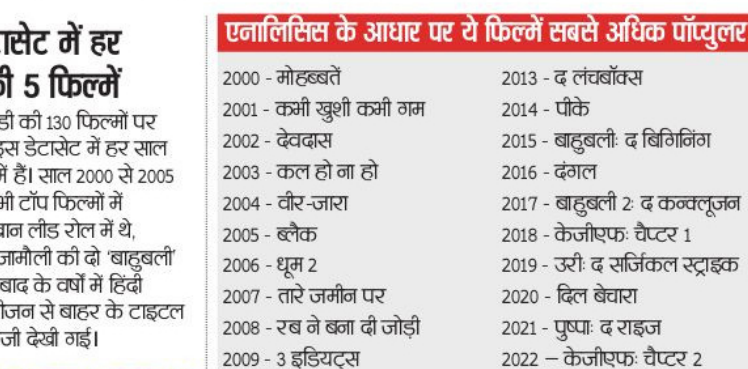 ासेट में हर
की 5 फिल्में
डी की 130 फिल्मों पर
इस डेटासेट में हर साल
में हैं। साल 2000 से 2005
भी टॉप फिल्मों में
खान लीड रोल में थे,
जामौली की दो ‘बाहुबली’
बाद के वर्षों में हिंदी
जिन से बाहर के टाइटल
जी देखी गई।
एनालिसिस के आधार पर ये फिल्में सबसे अधिक पॉप्युलर
2000 - मोहब्बतें
2001 - कभी खुशी कभी गम
2002 - देवदास
2003 - कल हो ना हो
2004 - वीर-जारा
2005 - ब्लैक
2006 - धूम 2
2007 - तारे जमीन पर
2008 - रब ने बना दी जोड़ी
2009 - 3 इडियट्स
2013 - द लंचबॉक्स
2014 - पीके
2015 - बाहुबलीः द बिगिनिंग
2016 - दंगल
2017 - बाहुबली 2ः द कन्क्लूजन
2018 - केजीएफः चैप्टर 1
2019 - उरीः द सर्जिकल स्ट्राइक
2020 - दिल बेचारा
2021 - पुष्पाः द राइज
2022 – केजीएफः चैप्टर 2